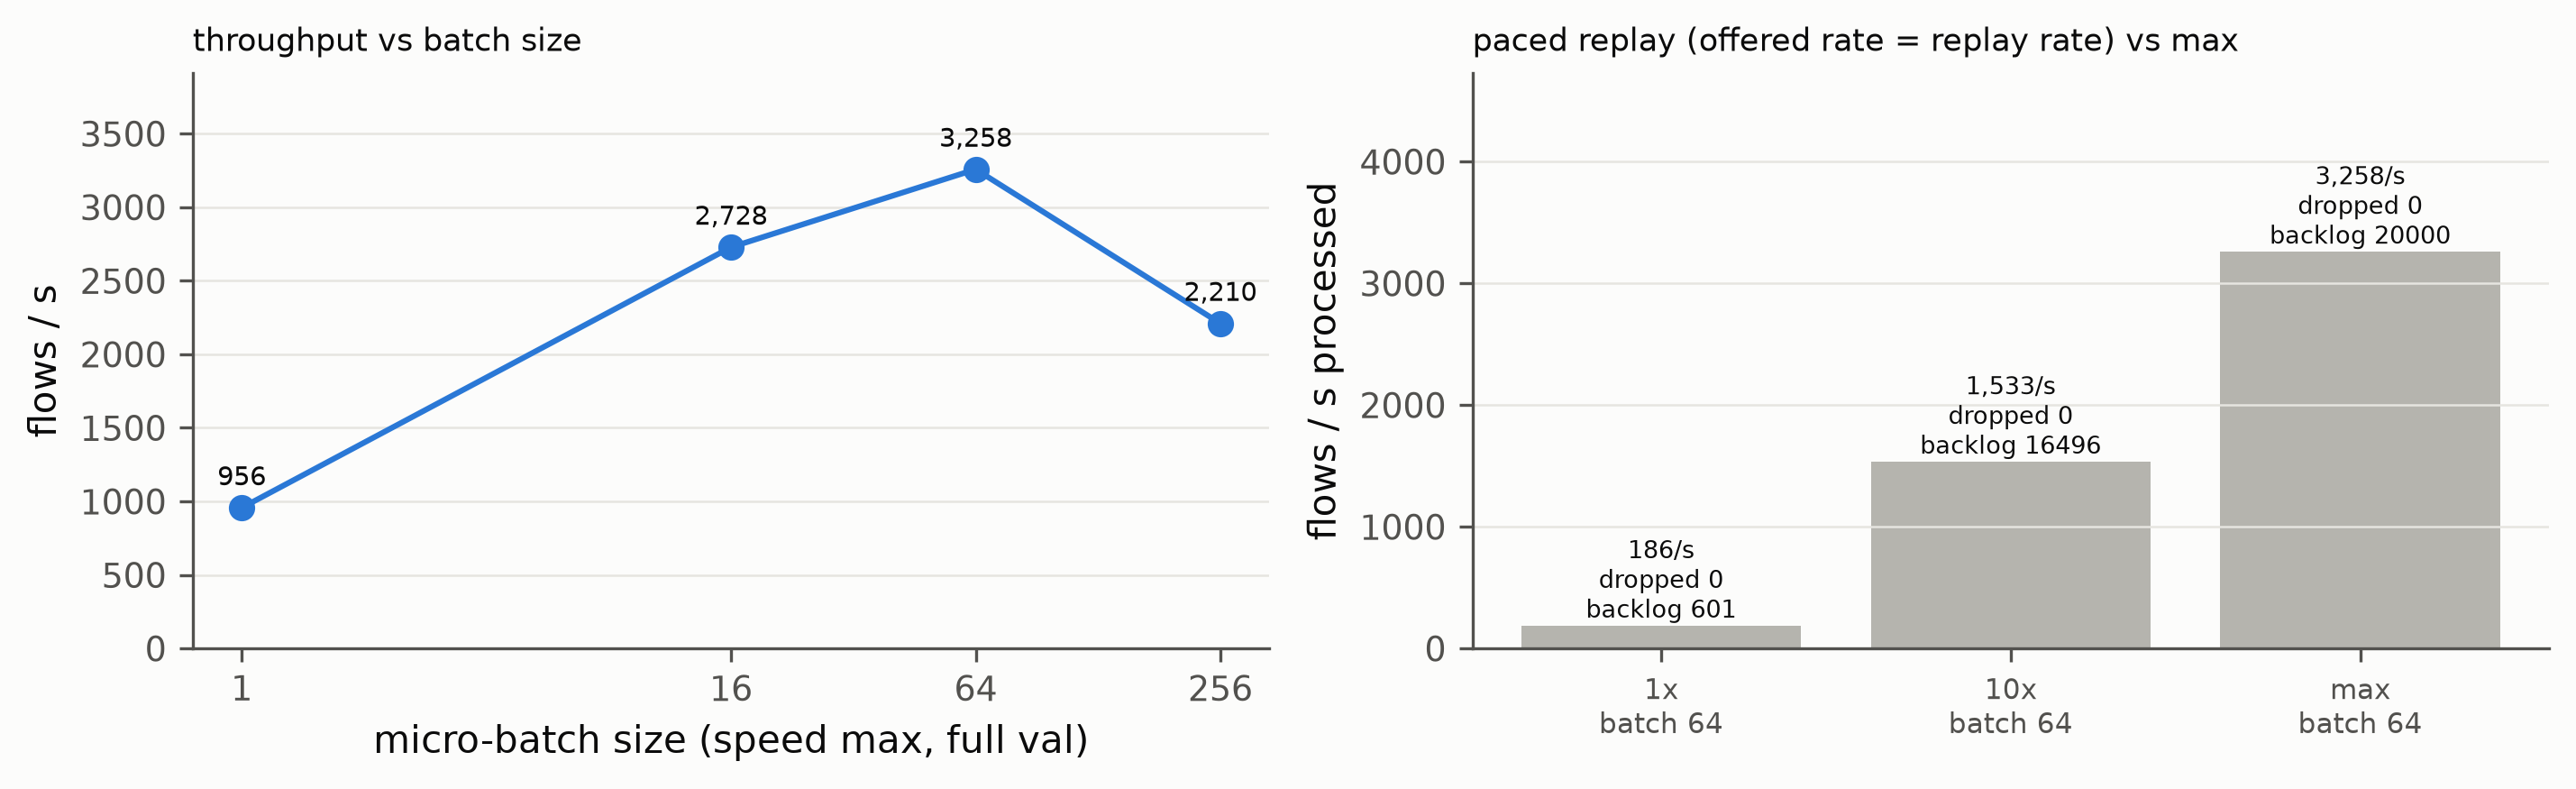 throughput vs batch size
flows / s
3500
3000
2500
2000
1500
1000
500
0
956
2,728
3,258
2,210
1
16
64
256
micro-batch size (speed max, full val)
paced replay (offered rate = replay rate) vs max
flows / s processed
4000
3000
2000
1000
0
186/s
dropped 0
backlog 601
1,533/s
dropped 0
backlog 16496
3,258/s
dropped 0
backlog 20000
1x
batch 64
10x
batch 64
max
batch 64